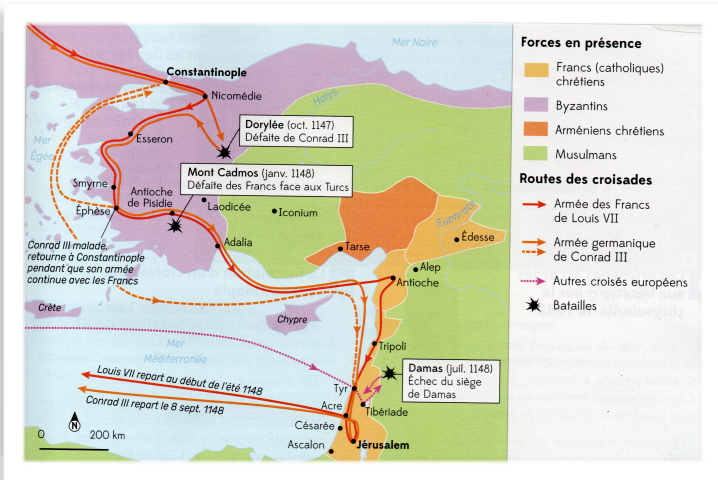 Mer Noire
Constantinople
Nicomédie
Halys
Dorylée (oct. 1147)
Défaite de Conrad III
Esseron
Mer
Égée
Mont Cadmos (janv. 1148)
Défaite des Francs face aux Turcs
Smyrne
Antioche
de Pisidie
Laodicée
Iconium
Éphèse
Euphrate
Édesse
Conrad III malade,
retourne à Constantinople
pendant que son armée
continue avec les Francs
Adalia
Tarse
Alep
Antioche
Crète
Chypre
Mer
Méditerranée
Tripoli
Damas (juil. 1148)
Échec du siège
de Damas
Louis VII repart au début de l'été 1148
Tyr
Conrad III repart le 8 sept. 1148
Acre
Tibériade
Césarée
N
0 200 km
Ascalon
Jérusalem
Forces en présence
Francs (catholiques)
chrétiens
Byzantins
Arméniens chrétiens
Musulmans
Routes des croisades
Armée des Francs
de Louis VII
Armée germanique
de Conrad III
Autres croisés européens
Batailles